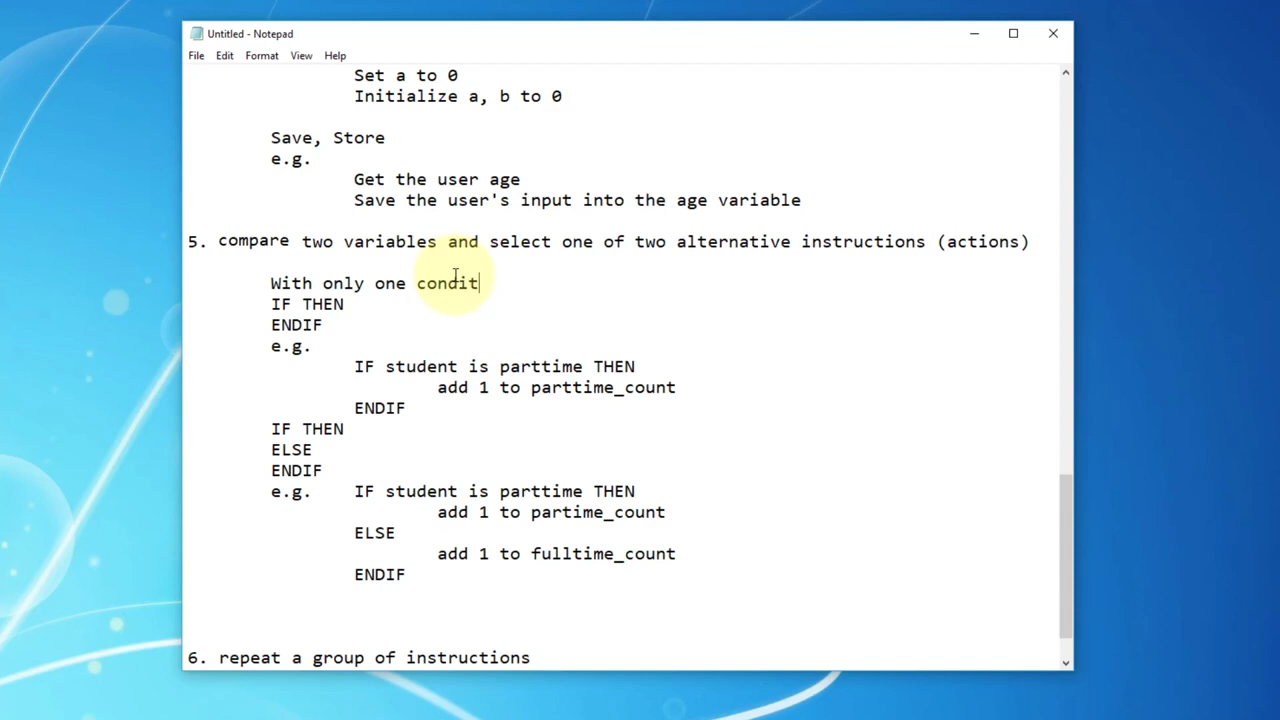 Untitled - Notepad
File Edit Format View Help
Set a to 0
Initialize a, b to 0
Save, Store
e.g.
Get the user age
Save the user's input into the age variable
5. compare two variables and select one of two alternative instructions (actions)
With only one condit
IF THEN
ENDIF
e.g.
IF student is parttime THEN
add 1 to parttime_count
ENDIF
IF THEN
ELSE
ENDIF
e.g. IF student is parttime THEN
add 1 to partime_count
ELSE
add 1 to fulltime_count
ENDIF
6. repeat a group of instructions